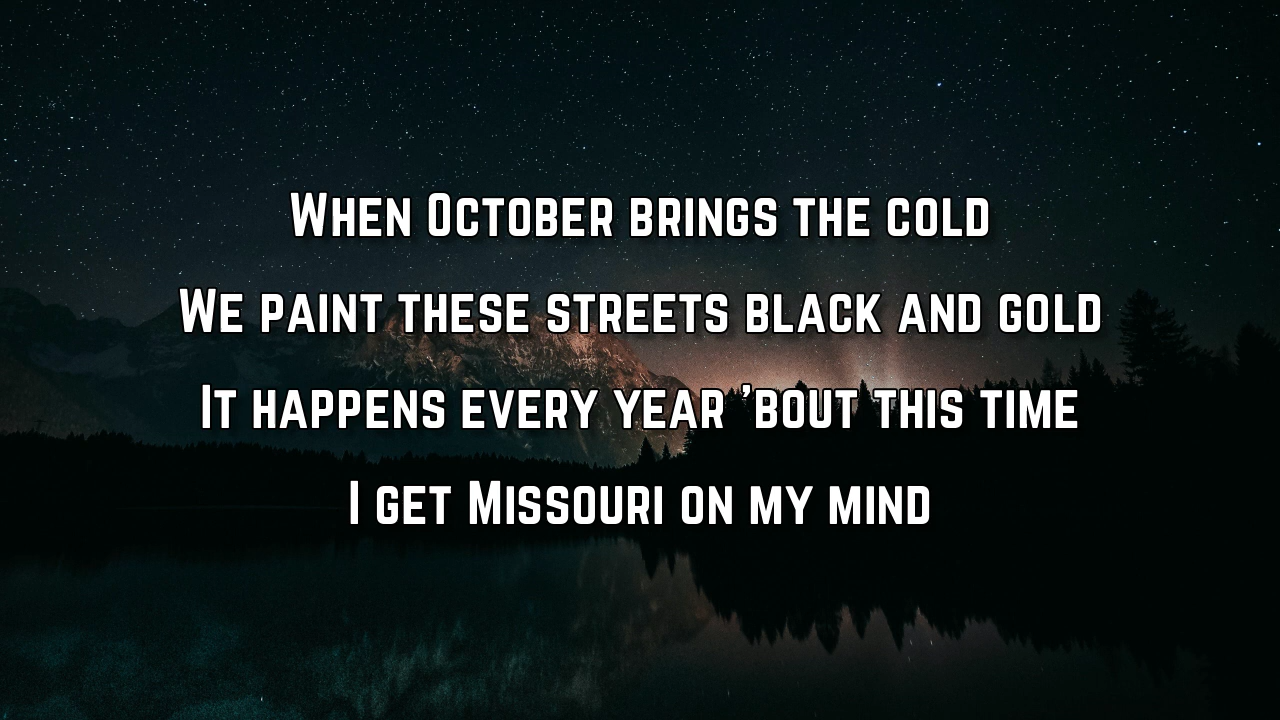 When October brings the cold
We paint these streets black and gold
It happens every year 'bout this time
I get Missouri on my mind